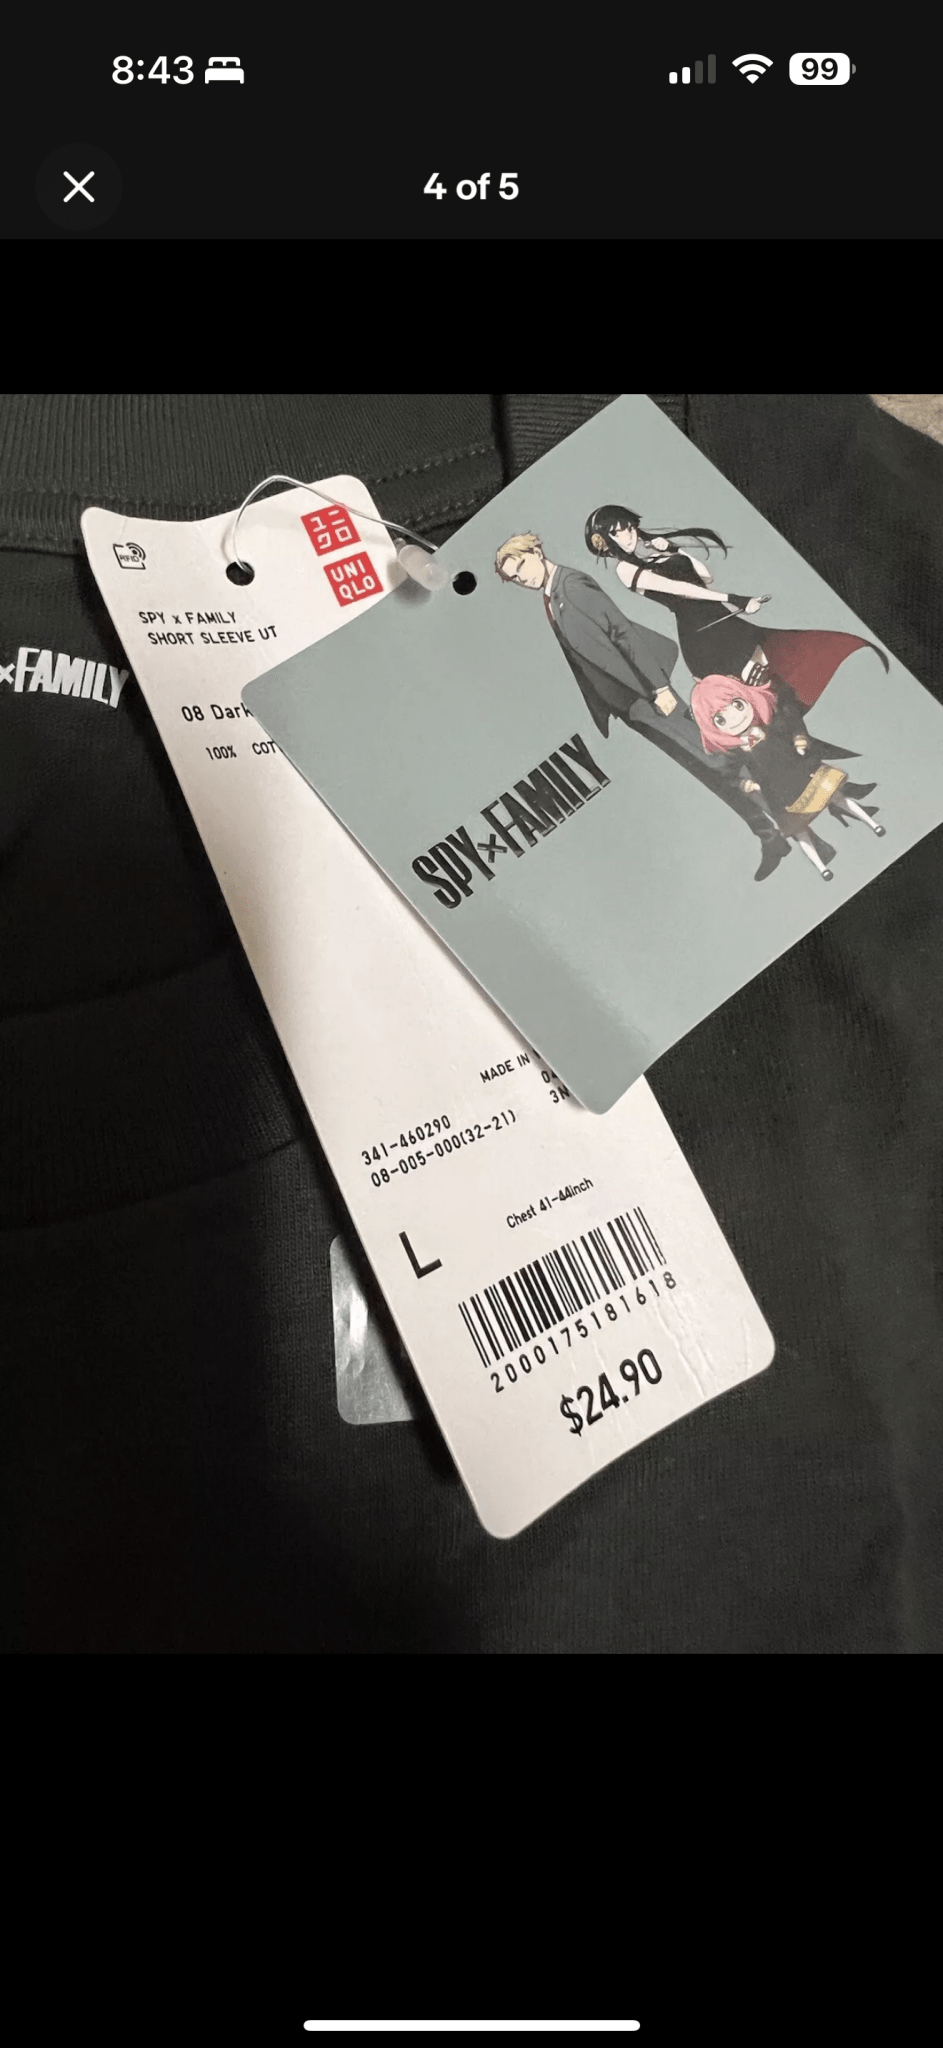 8:43
99
4 of 5
RFID
ユニ
クロ
UNI
QLO
SPY x FAMILY
SHORT SLEEVE UT
×FAMILY
08 Dark
100% COT
SPY×FAMILY
MADE IN
04
3N
341-460290
08-005-000(32-21)
Chest 41-44inch
L
2000175181618
$24.90